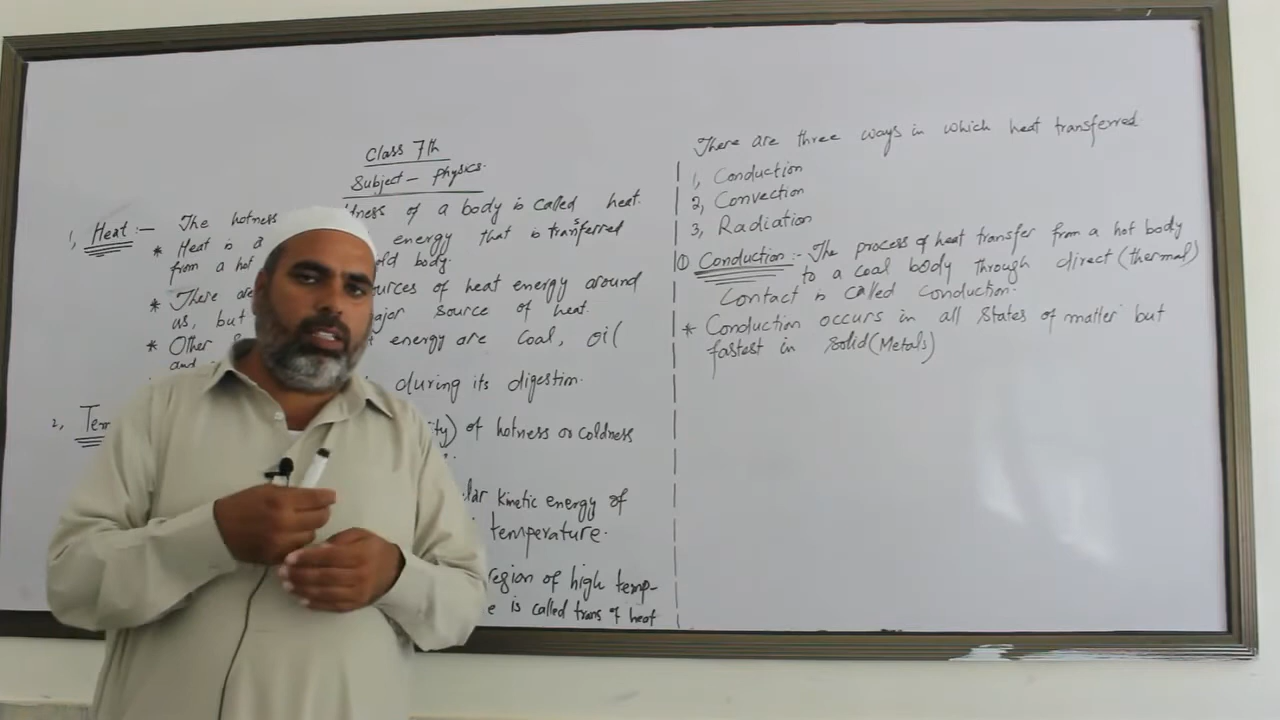 Class 7th
Subject - Physics.
1, Heat :- The hotness ldness of a body is called heat.
* Heat is a energy that is transferred
from a hot old body.
* There are urces of heat energy around
us, but ajor source of heat.
* Other energy are Coal, oil
and
during its digestion.
2, Tem ity) of hotness or coldness
lar kinetic energy of
temperature.
region of high temp-
e is called trans of heat
There are three ways in which heat transferred
1, Conduction
2, Convection
3, Radiation
① Conduction :- The process of heat transfer from a hot body
to a coal body through direct (thermal)
Contact is called Conduction.
* Conduction occurs in all States of matter but
fastest in solid (Metals)